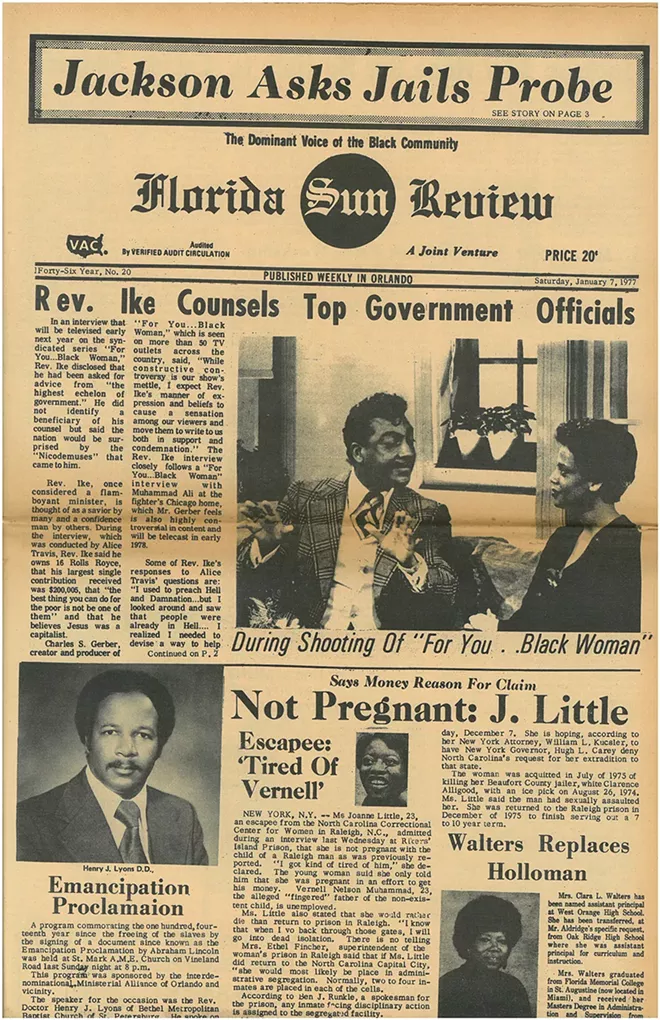 Jackson Asks Jails Probe
SEE STORY ON PAGE 3
The Dominant Voice of the Black Community
Florida Sun Review
VAC
Audited
By VERIFIED AUDIT CIRCULATION
A Joint Venture
PRICE 20¢
Forty-Six Year, No. 20
PUBLISHED WEEKLY IN ORLANDO
Saturday, January 7, 1977
Rev. Ike Counsels Top Government Officials
In an interview that
will be televised early
next year on the syn-
dicated series "For
You...Black Woman,"
Rev. Ike disclosed that
he had been asked for
advice from "the
highest echelon of
government." He did
not identify a
beneficiary of his
counsel but said the
nation would be sur-
prised by the
"Nicodemuses" that
came to him.
Rev. Ike, once
considered a flam-
boyant minister, is
thought of as a savior by
many and a confidence
man by others. During
the interview, which
was conducted by Alice
Travis, Rev. Ike said he
owns 16 Rolls Royce,
that his largest single
contribution received
was $200,005, that "the
best thing you can do for
the poor is not be one of
them" and that he
believes Jesus was a
capitalist.
Charles S. Gerber,
creator and producer of
"For You...Black
Woman," which is seen
on more than 50 TV
outlets across the
country, said, "While
constructive con-
troversy is our show's
mettle, I expect Rev.
Ike's manner of ex-
pression and beliefs to
cause a sensation
among our viewers and
move them to write to us
both in support and
condemnation." The
Rev. Ike interview
closely follows a "For
You...Black Woman"
interview with
Muhammad Ali at the
fighter's Chicago home,
which Mr. Gerber feels
is also highly con-
troversial in content and
will be telecast in early
1978.
Some of Rev. Ike's
responses to Alice
Travis' questions are:
"I used to preach Hell
and Damnation...but I
looked around and saw
that people were
already in Hell.... I
realized I needed to
devise a way to help
Continued on P. 2
During Shooting Of "For You . . .Black Woman"
Henry J. Lyons D.D.,
Emancipation
Proclamaion
A program commorating the one hundred, four-
teenth year since the freeing of the slaves by
the signing of a document since known as the
Emancipation Proclamation by Abraham Lincoln
was held at St. Mark A.M.E. Church on Vineland
Road last Sunday night at 8 p.m.
This program was sponsored by the interde-
nominational, Ministerial Alliance of Orlando and
vicinity.
The speaker for the occasion was the Rev.
Doctor Henry J. Lyons of Bethel Metropolitan
Baptist Church of St. Petersburg. He spoke on
Says Money Reason For Claim
Not Pregnant: J. Little
Escapee:
'Tired Of
Vernell'
NEW YORK, N.Y. -- Ms Joanne Little, 23,
an escapee from the North Carolina Correctional
Center for Women in Raleigh, N.C., admitted
during an interview last Wednesday at Rikers'
Island Prison, that she is not pregnant with the
child of a Raleigh man as was previously re-
ported. "I got kind of tired of him," she de-
clared. The young woman said she only told
him that she was pregnant in an effort to get
his money. Vernell Nelson Muhammad, 23,
the alleged "fingered" father of the non-exis-
tent child, is unemployed.
Ms. Little also stated that she would rather
die than return to prison in Raleigh. "I know
that when I go back through those gates, I will
go into dead isolation. There is no telling
Mrs. Ethel Fincher, superintendent of the
woman's prison in Raleigh said that if Ms. Little
did return to the North Carolina Capital City,
"she would most likely be place in admini-
strative segregation. Normally, two to four in-
mates are placed in each of the cells.
According to Ben J. Runkle, a spokesman for
the prison, any inmate facing disciplinary action
is assigned to the segregated facility.
day, December 7. She is hoping, according to
her New York Attorney, William L. Kucsler, to
have New York Governor, Hugh L. Carey deny
North Carolina's request for her extradition to
that state.
The woman was acquitted in July of 1975 of
killing her Beaufort County jailer, white Clarence
Alligood, with an ice pick on August 26, 1974.
Ms. Little said the man had sexually assaulted
her. She was returned to the Raleigh prison in
December of 1975 to finish serving out a 7
to 10 year term.
Walters Replaces
Holloman
Mrs. Clara L. Walters has
been named assistant principal
at West Orange High School.
She has been transferred, at
Mr. Aldridge's specific request,
from Oak Ridge High School
where she was assistant
principal for curriculum and
instruction.
Mrs. Walters graduated
from Florida Memorial College
in St. Augustine (now located in
Miami), and received her
Masters Degree in Administra-
tion and Supervision from